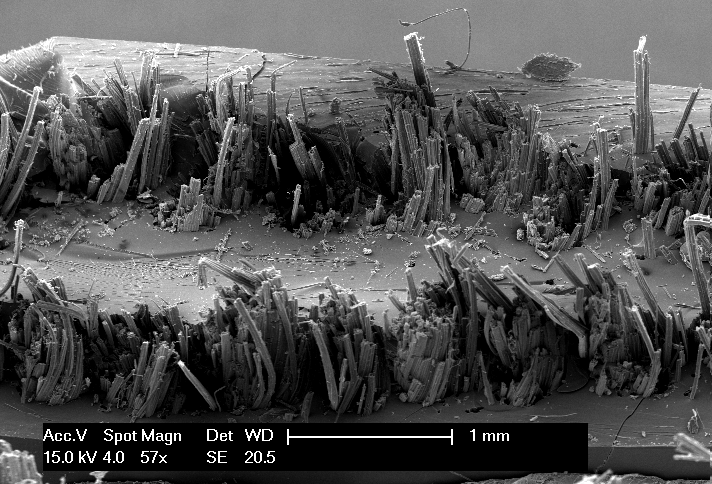 Acc.V Spot Magn Det WD 1 mm
15.0 kV 4.0 57x SE 20.5